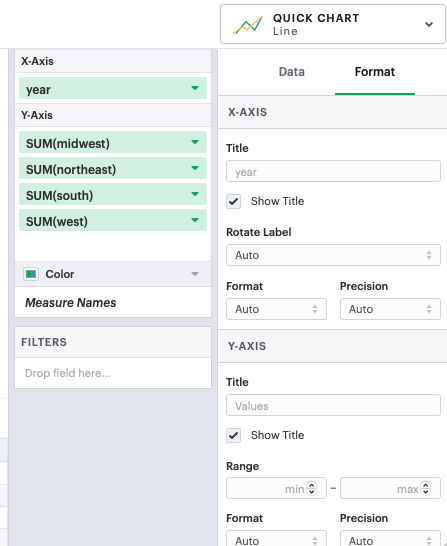 QUICK CHART
Line
X-Axis
year
Y-Axis
SUM(midwest)
SUM(northeast)
SUM(south)
SUM(west)
Color
Measure Names
FILTERS
Drop field here...
Data Format
X-AXIS
Title
year
Show Title
Rotate Label
Auto
Format Precision
Auto Auto
Y-AXIS
Title
Values
Show Title
Range
min – max
Format Precision
Auto Auto